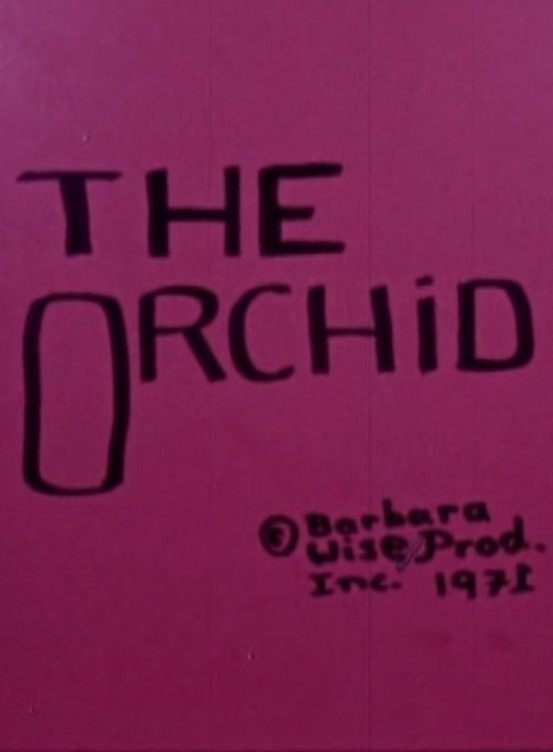 THE
ORCHiD
© Barbara
Wise Prod.
Inc. 1971